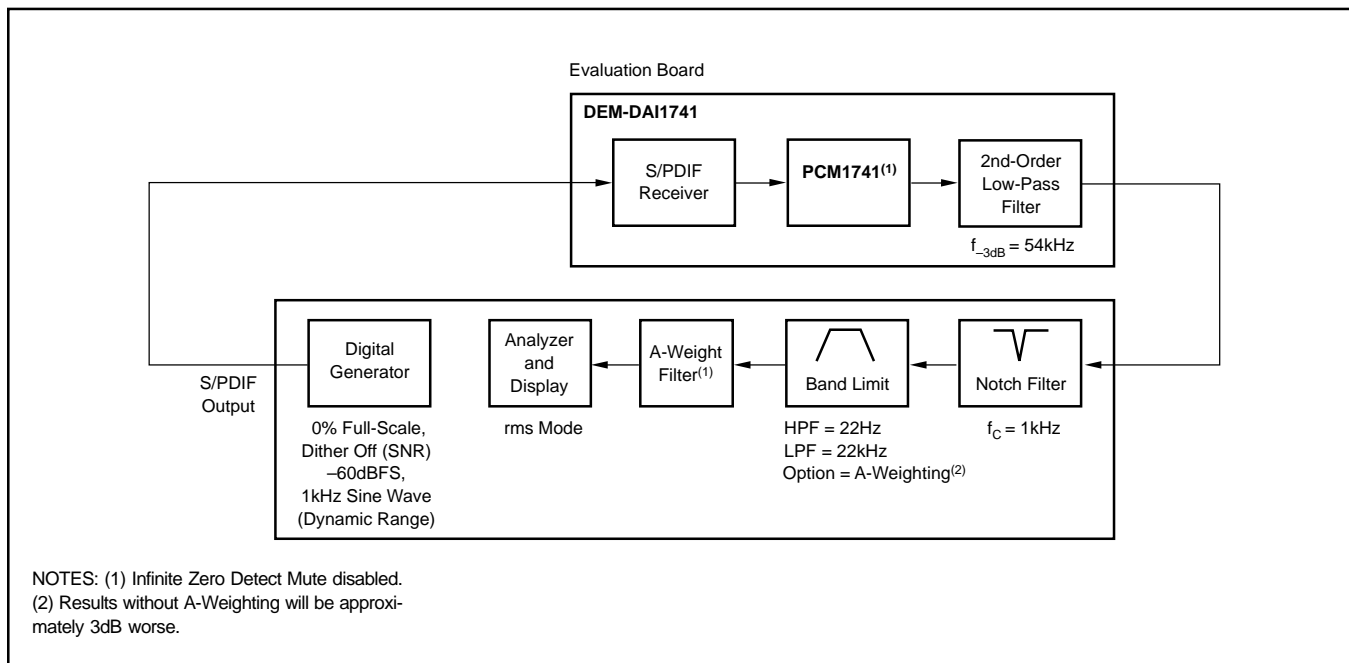 Evaluation Board
DEM-DAI1741
S/PDIF
Receiver
PCM1741(1)
2nd-Order
Low-Pass
Filter
f–3dB = 54kHz
S/PDIF
Output
Digital
Generator
0% Full-Scale,
Dither Off (SNR)
–60dBFS,
1kHz Sine Wave
(Dynamic Range)
Analyzer
and
Display
rms Mode
A-Weight
Filter(1)
Band Limit
HPF = 22Hz
LPF = 22kHz
Option = A-Weighting(2)
Notch Filter
fC = 1kHz
NOTES: (1) Infinite Zero Detect Mute disabled.
(2) Results without A-Weighting will be approxi-
mately 3dB worse.